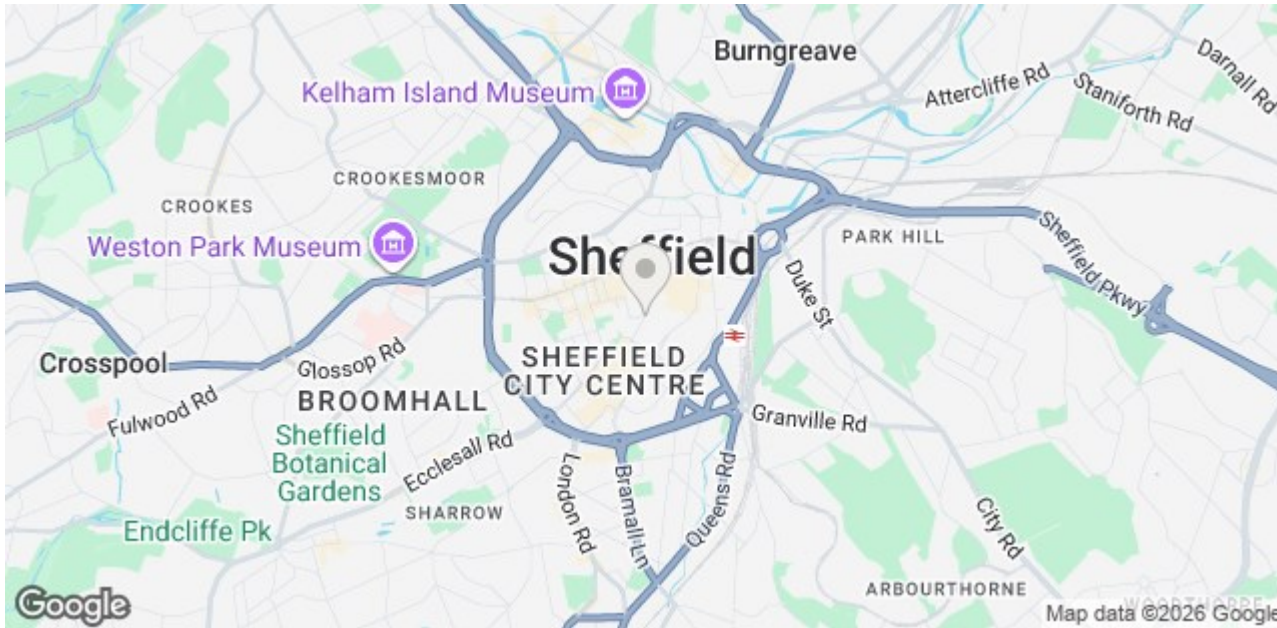 Burngreave
Darnall Rd
Attercliffe Rd
Staniforth Rd
Kelham Island Museum
CROOKESMOOR
CROOKES
Weston Park Museum
Sheffield
PARK HILL
Sheffield Pkwy
Duke St
Crosspool
Glossop Rd
SHEFFIELD
CITY CENTRE
Fulwood Rd
BROOMHALL
Granville Rd
Sheffield
Botanical
Gardens
Ecclesall Rd
London Rd
Bramall Ln
Queens Rd
City Rd
SHARROW
Endcliffe Pk
ARBOURTHORNE
WOODTHORPE
Google
Map data ©2026 Google